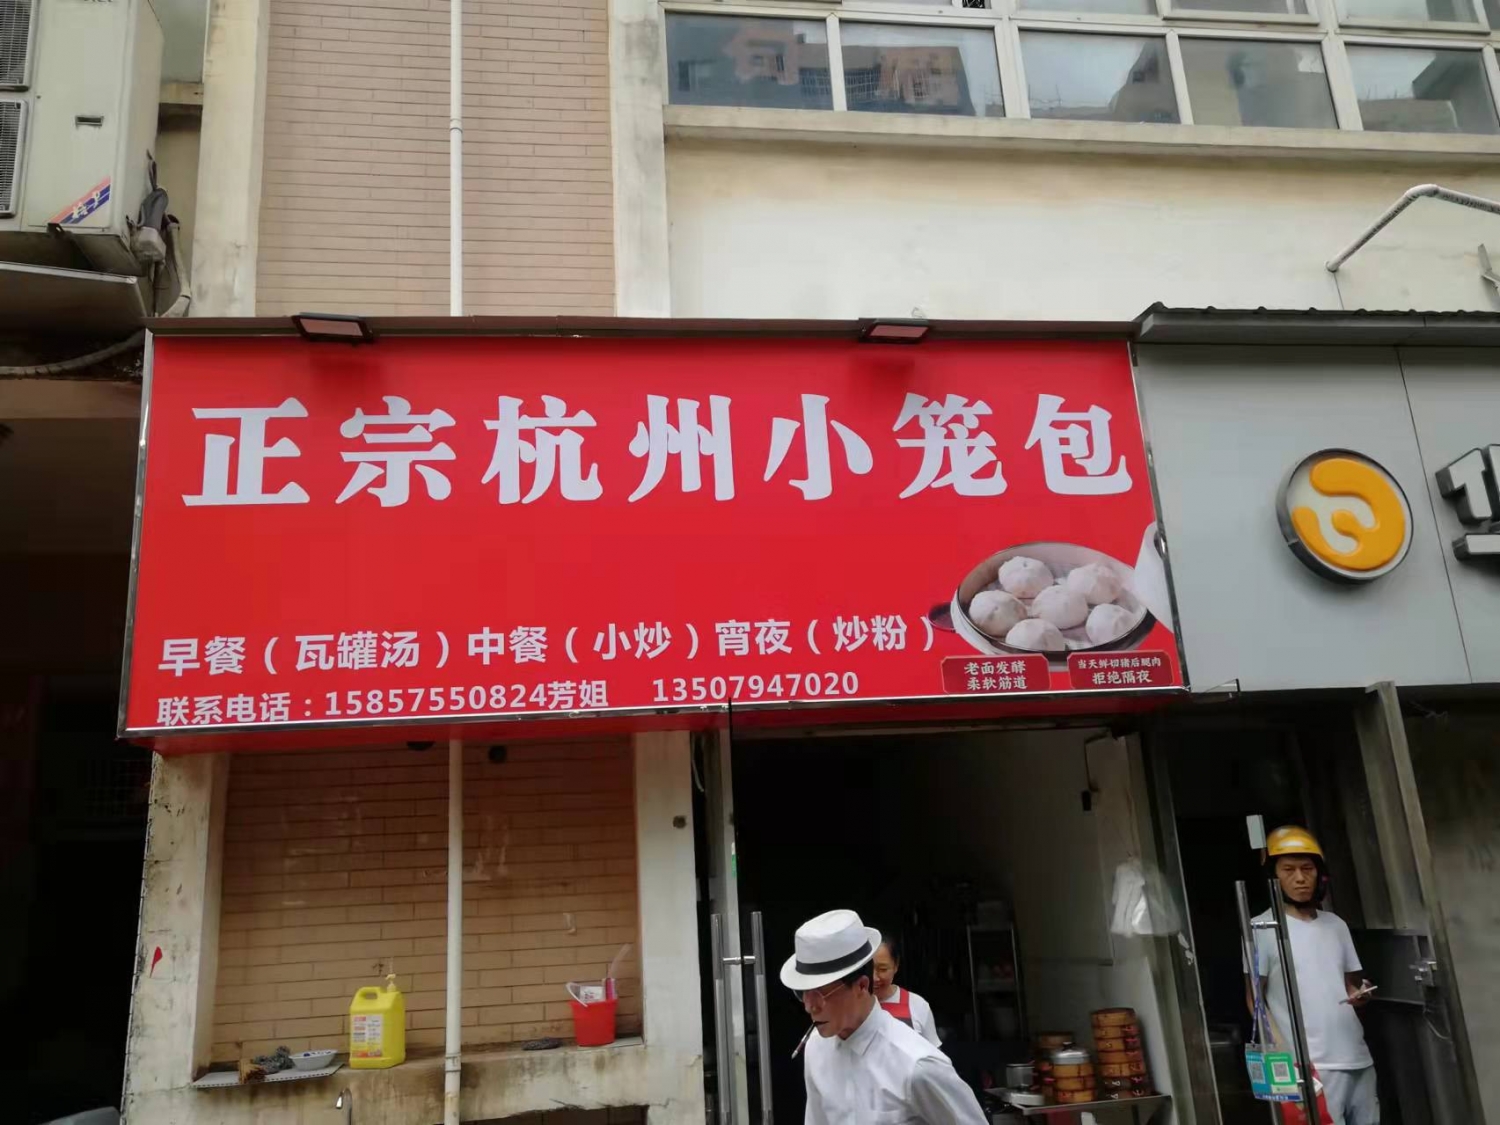 正宗杭州小笼包
早餐（瓦罐汤）中餐（小炒）宵夜（炒粉）
联系电话：15857550824芳姐 13507947020
老面发酵
柔软筋道
当天鲜切猪后腿肉
拒绝隔夜